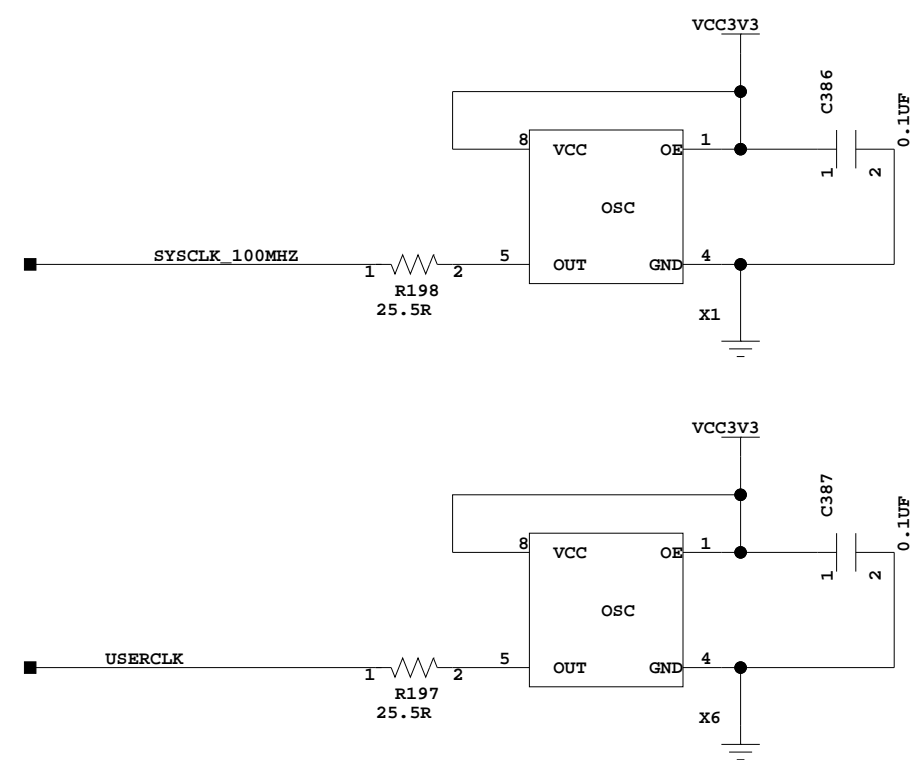 VCC3V3
C386
0.1UF
8 VCC OE 1
1 2
OSC
SYSCLK_100MHZ
1 2
5 OUT GND 4
R198
25.5R
X1
VCC3V3
C387
0.1UF
8 VCC OE 1
1 2
OSC
USERCLK
1 2
5 OUT GND 4
R197
25.5R
X6